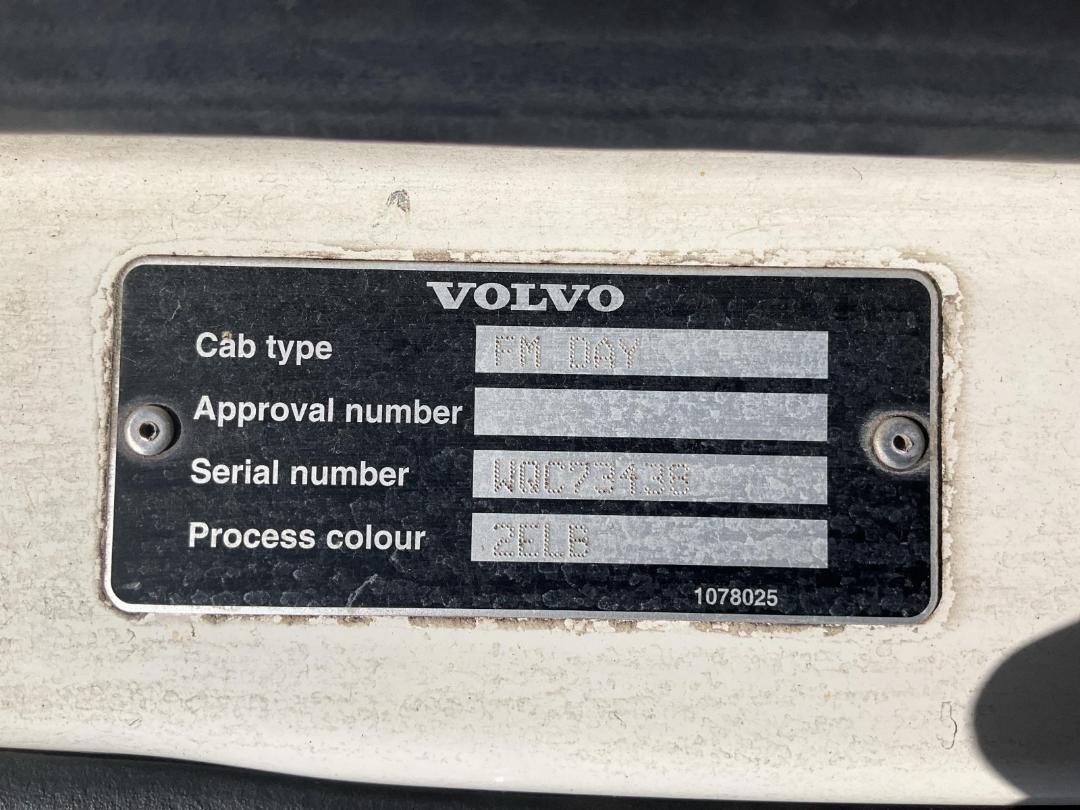 VOLVO
Cab type FM DAY
Approval number
Serial number WQC73438
Process colour 2ELB
1078025